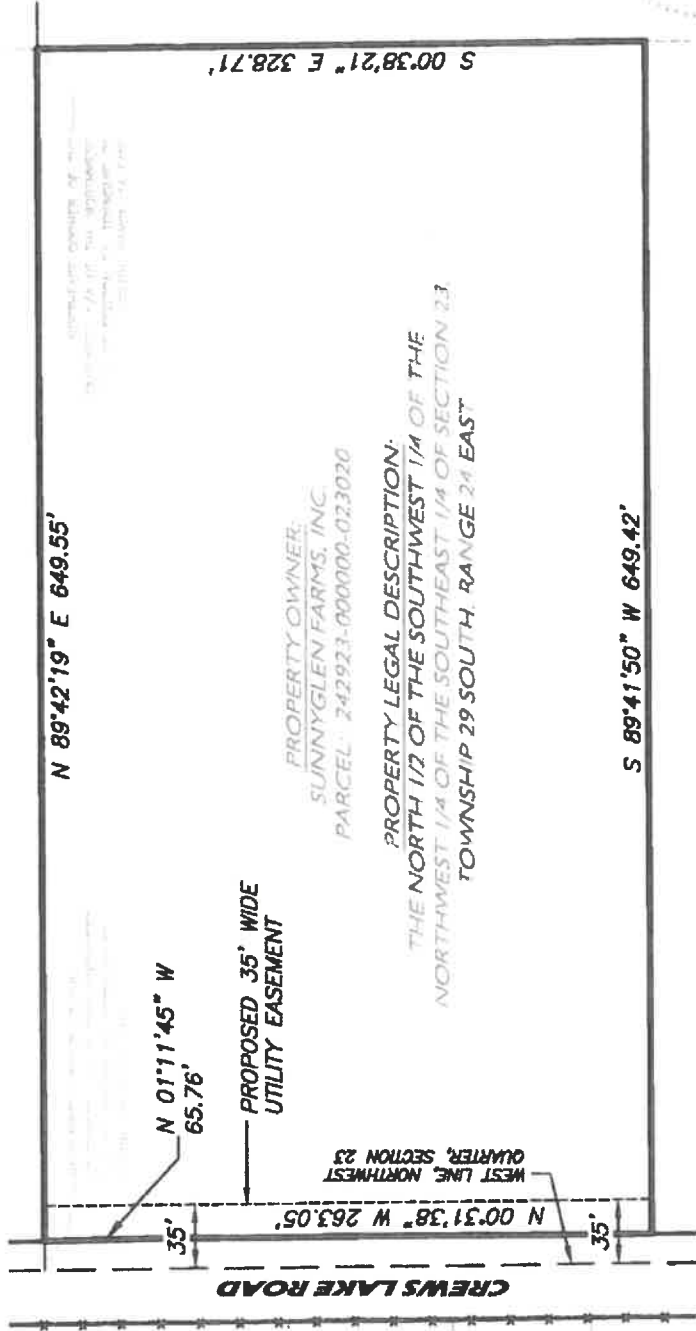 N 89°42'19" E 649.55'
S 00°38'21" E 328.71'
N 01°11'45" W
65.76'
PROPOSED 35' WIDE
UTILITY EASEMENT
PROPERTY OWNER:
SUNNYGLEN FARMS, INC.
PARCEL: 242923-000000-023020
PROPERTY LEGAL DESCRIPTION:
THE NORTH 1/2 OF THE SOUTHWEST 1/4 OF THE
NORTHWEST 1/4 OF THE SOUTHEAST 1/4 OF SECTION 23,
TOWNSHIP 29 SOUTH, RANGE 24 EAST
35'
N 00°31'38" W 263.05'
WEST LINE, NORTHWEST
QUARTER, SECTION 23
35'
CREWS LAKE ROAD
S 89°41'50" W 649.42'